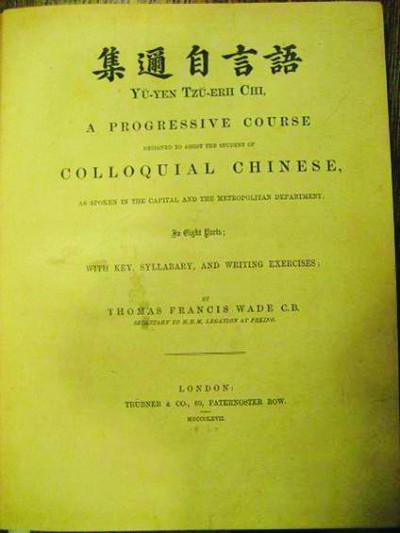 集邇自言語
YÜ-YEN TZŬ-ERH CHI,
A PROGRESSIVE COURSE
DESIGNED TO ASSIST THE STUDENT OF
COLLOQUIAL CHINESE,
AS SPOKEN IN THE CAPITAL AND THE METROPOLITAN DEPARTMENT;
In Eight Parts;
WITH KEY, SYLLABARY, AND WRITING EXERCISES;
BY
THOMAS FRANCIS WADE C.B.
SECRETARY TO H.B.M. LEGATION AT PEKING.
LONDON:
TRÜBNER & CO., 60, PATERNOSTER ROW.
MDCCCLXVII.